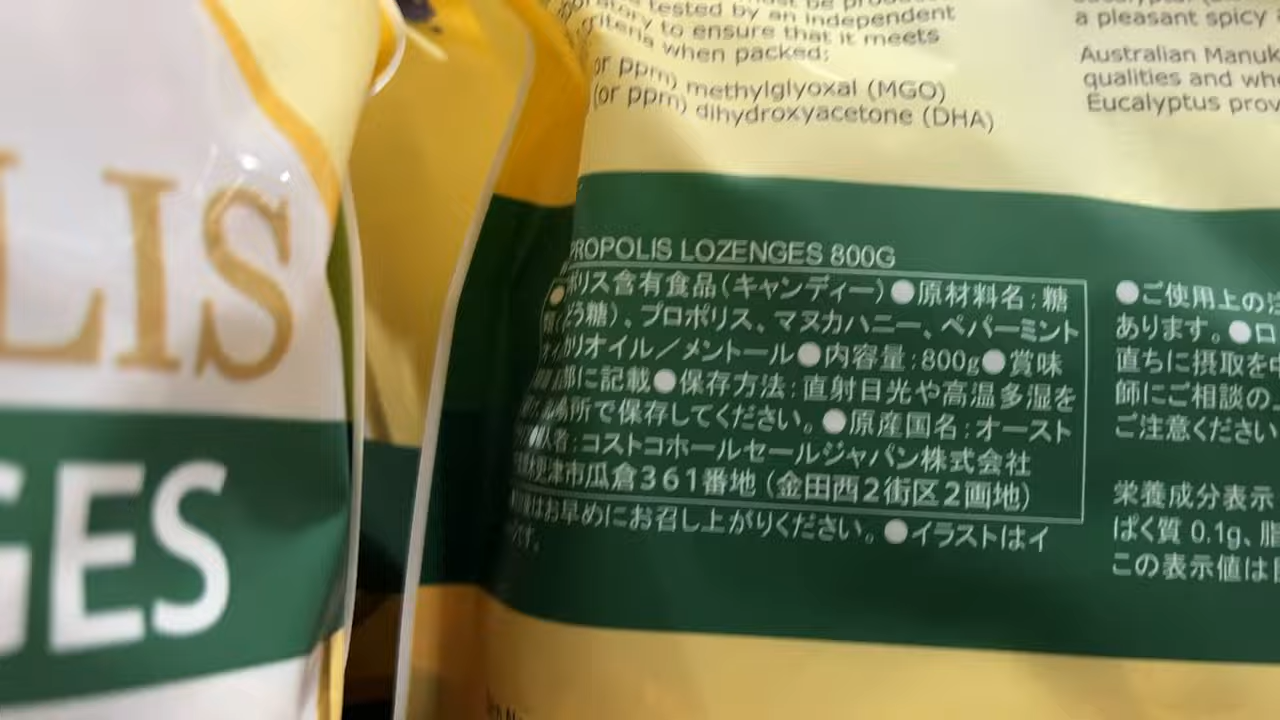 LIS
GES
tested by an independent
to ensure that it meets
when packed:
(or ppm) methylglyoxal (MGO)
(or ppm) dihydroxyacetone (DHA)
a pleasant spicy
Australian Manuk
qualities and whe
Eucalyptus prov
PROPOLIS LOZENGES 800G
ポリス含有食品(キャンディー)●原材料名:糖
どう糖)、プロポリス、マヌカハニー、ペパーミント
オイル/メントール●内容量:800g●賞味
部に記載●保存方法:直射日光や高温多湿を
場所で保存してください。●原産国名:オースト
者:コストコホールセールジャパン株式会社
更津市瓜倉361番地(金田西2街区2画地)
はお早めにお召し上がりください。●イラストはイ
です。
●ご使用上の注
あります。●口
直ちに摂取を中
師にご相談の上
ご注意ください
栄養成分表示
ぱく質 0.1g、脂
この表示値は